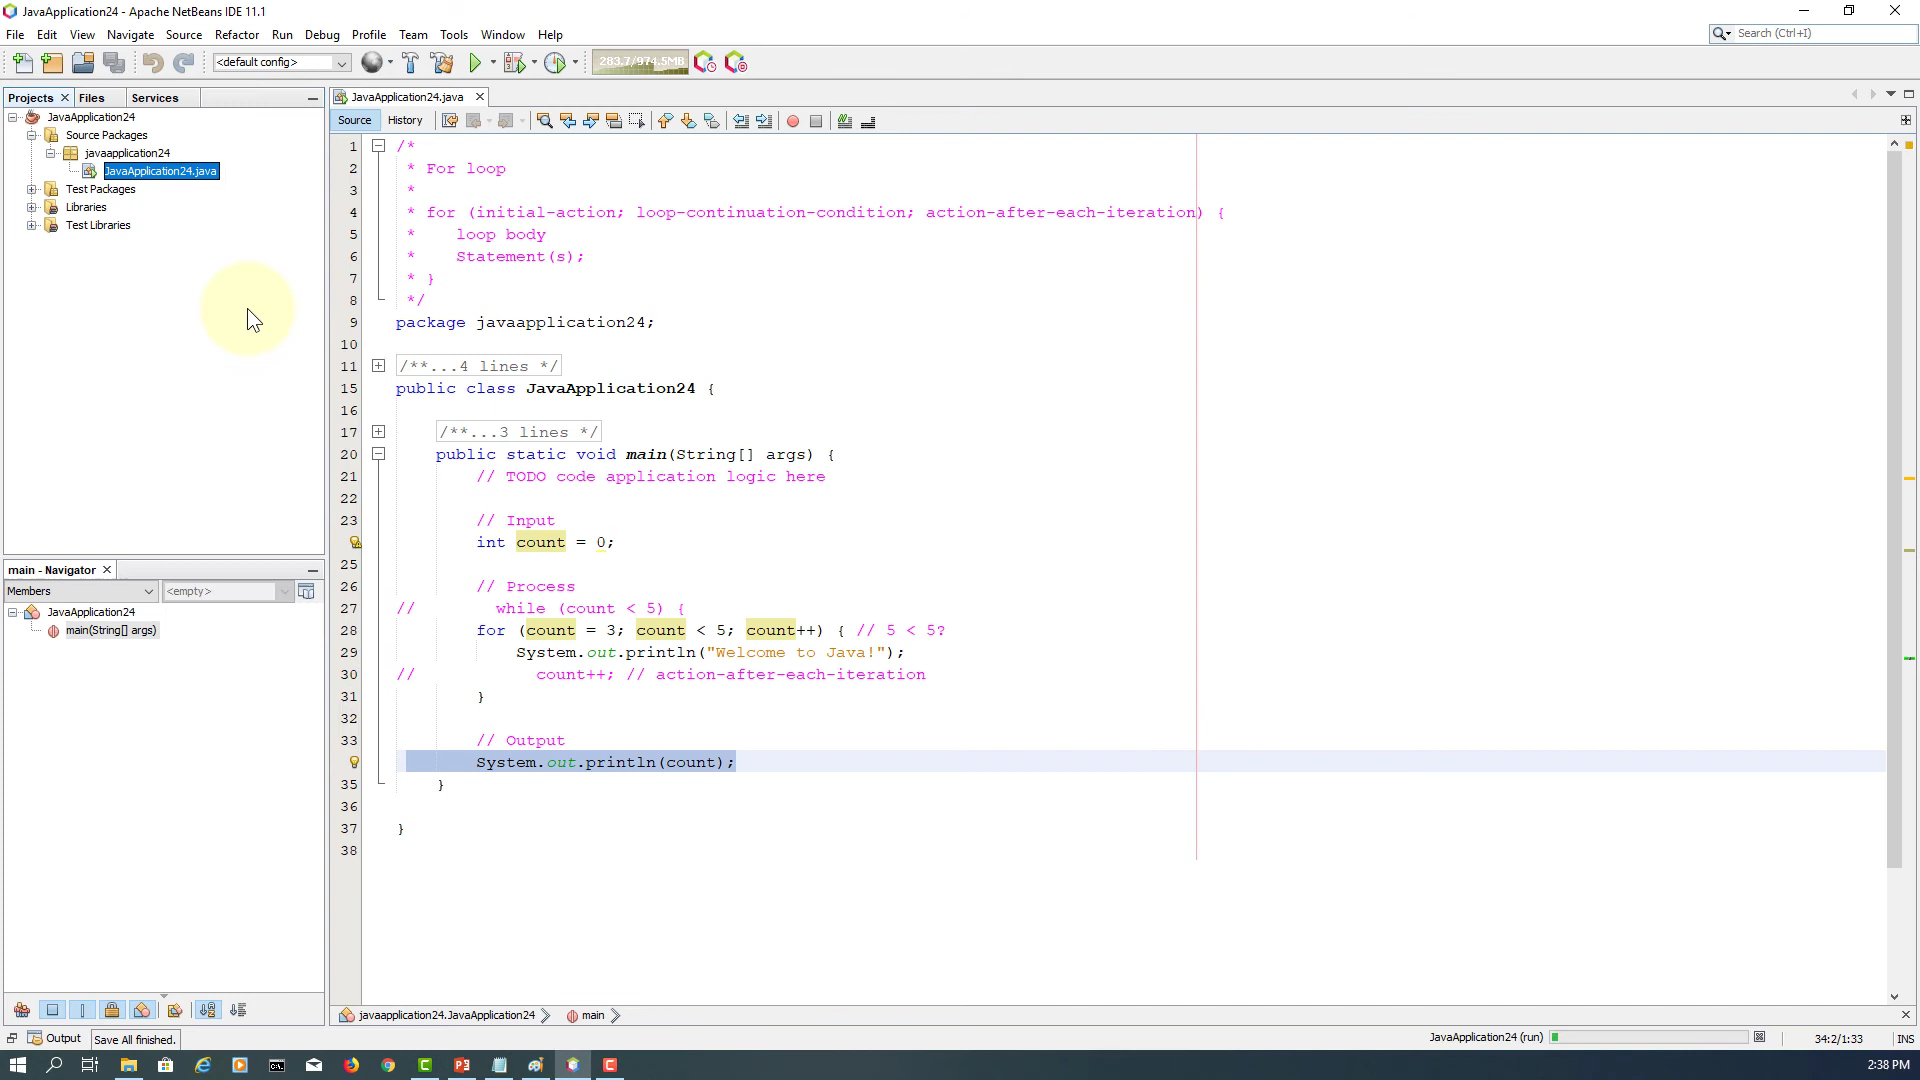 JavaApplication24 - Apache NetBeans IDE 11.1
File Edit View Navigate Source Refactor Run Debug Profile Team Tools Window Help
Search (Ctrl+I)
<default config>
283.7/974.5MB
Projects Files Services
JavaApplication24
Source Packages
javaapplication24
JavaApplication24.java
Test Packages
Libraries
Test Libraries
main - Navigator
Members
<empty>
JavaApplication24
main(String[] args)
JavaApplication24.java
Source History
1 /*
2 * For loop
3 *
4 * for (initial-action; loop-continuation-condition; action-after-each-iteration) {
5 * loop body
6 * Statement(s);
7 * }
8 */
9 package javaapplication24;
10
11 /**...4 lines */
15 public class JavaApplication24 {
16
17 /**...3 lines */
20 public static void main(String[] args) {
21 // TODO code application logic here
22
23 // Input
int count = 0;
25
26 // Process
27 // while (count < 5) {
28 for (count = 3; count < 5; count++) { // 5 < 5?
29 System.out.println("Welcome to Java!");
30 // count++; // action-after-each-iteration
31 }
32
33 // Output
System.out.println(count);
35 }
36
37 }
38
javaapplication24.JavaApplication24 main
Output Save All finished.
JavaApplication24 (run)
34:2/1:33 INS
2:38 PM